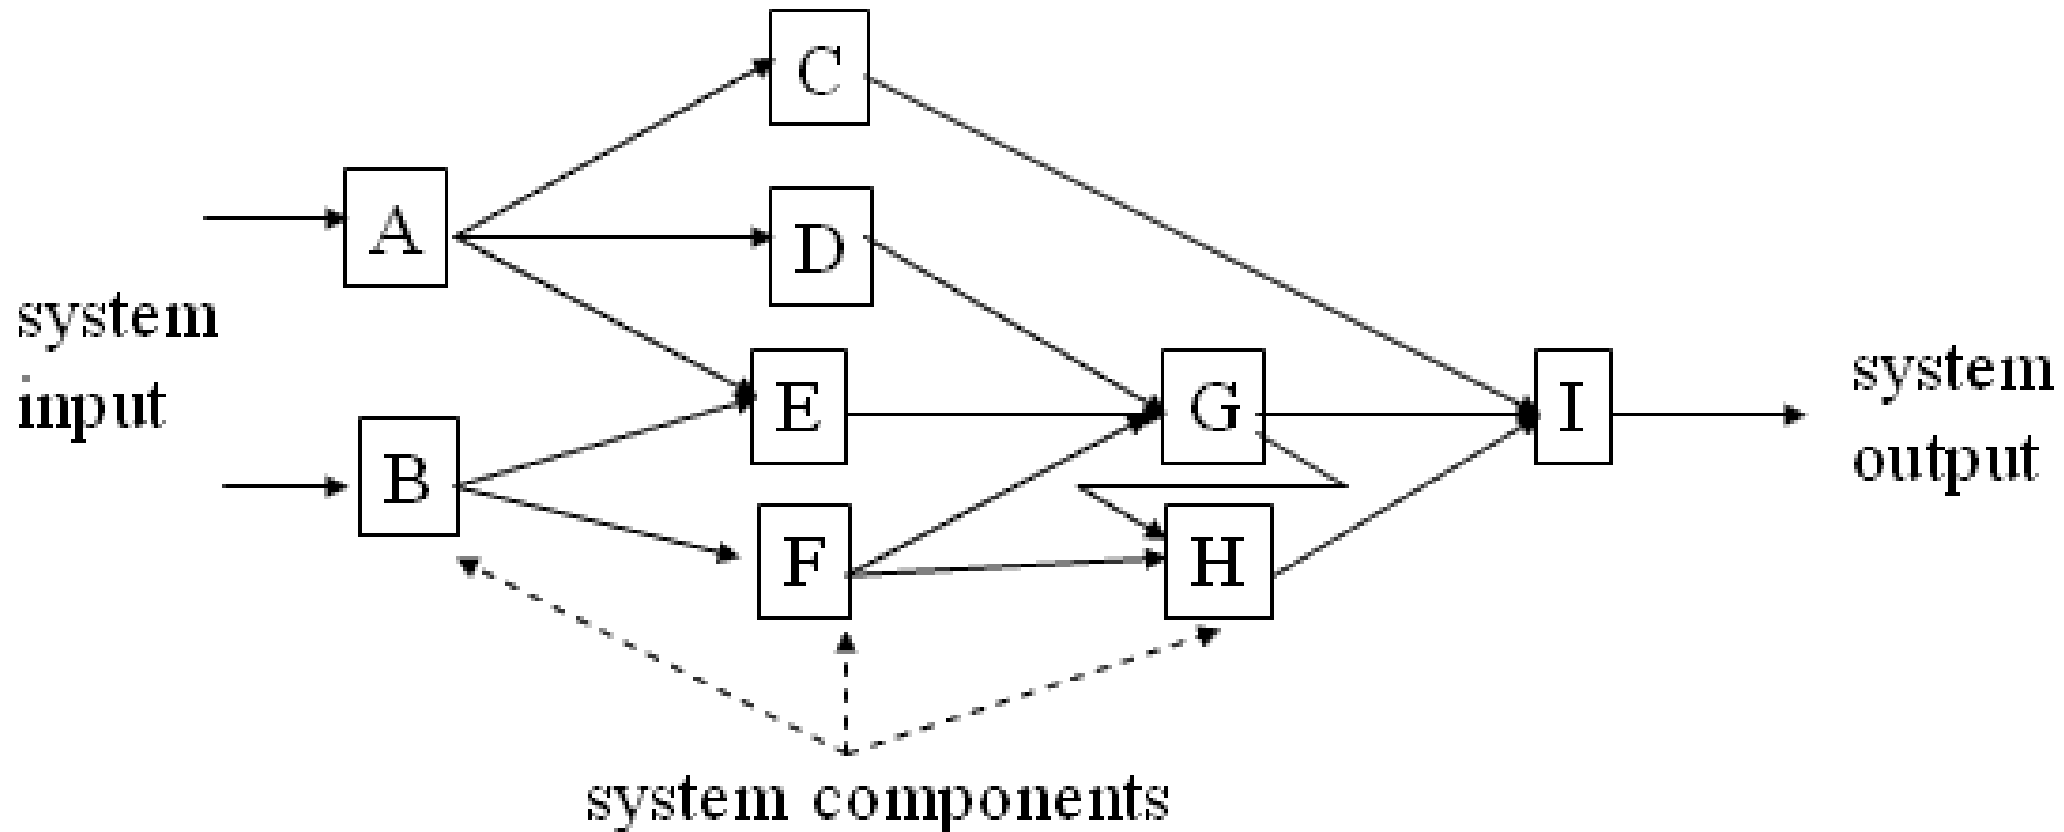 C
A
D
system
input
E
G
I
system
output
B
F
H
system components